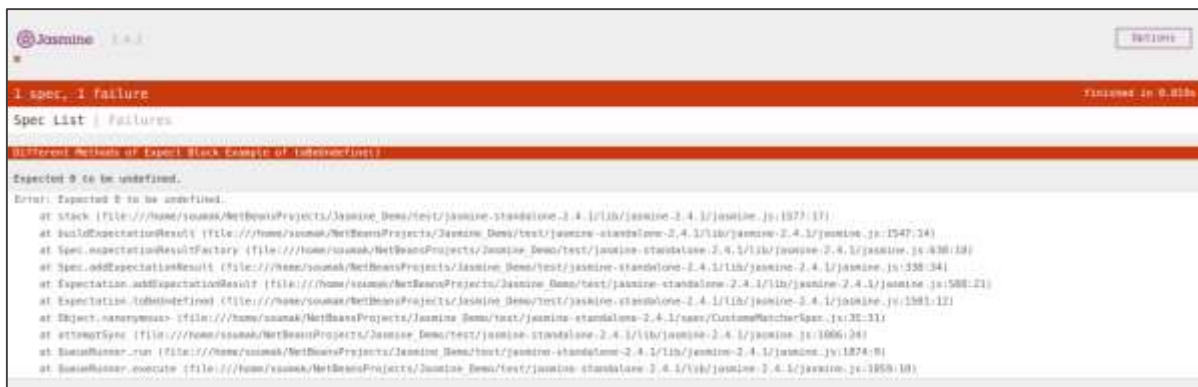 Jasmine 2.4.1
Options
1 spec, 1 failure
finished in 0.018s
Spec List | Failures
Different Methods of Expect Block Example of toBeUndefined()
Expected 0 to be undefined.
Error: Expected 0 to be undefined.
at stack (file:///home/soumak/NetBeansProjects/Jasmine_Demo/test/jasmine-standalone-2.4.1/lib/jasmine-2.4.1/jasmine.js:1577:17)
at buildExpectationResult (file:///home/soumak/NetBeansProjects/Jasmine_Demo/test/jasmine-standalone-2.4.1/lib/jasmine-2.4.1/jasmine.js:1547:14)
at Spec.expectationResultFactory (file:///home/soumak/NetBeansProjects/Jasmine_Demo/test/jasmine-standalone-2.4.1/lib/jasmine-2.4.1/jasmine.js:638:18)
at Spec.addExpectationResult (file:///home/soumak/NetBeansProjects/Jasmine_Demo/test/jasmine-standalone-2.4.1/lib/jasmine-2.4.1/jasmine.js:330:34)
at Expectation.addExpectationResult (file:///home/soumak/NetBeansProjects/Jasmine_Demo/test/jasmine-standalone-2.4.1/lib/jasmine-2.4.1/jasmine.js:588:21)
at Expectation.toBeUndefined (file:///home/soumak/NetBeansProjects/Jasmine_Demo/test/jasmine-standalone-2.4.1/lib/jasmine-2.4.1/jasmine.js:1501:12)
at Object.<anonymous> (file:///home/soumak/NetBeansProjects/Jasmine_Demo/test/jasmine-standalone-2.4.1/spec/CustomeMatcherSpec.js:35:31)
at attemptSync (file:///home/soumak/NetBeansProjects/Jasmine_Demo/test/jasmine-standalone-2.4.1/lib/jasmine-2.4.1/jasmine.js:1886:24)
at QueueRunner.run (file:///home/soumak/NetBeansProjects/Jasmine_Demo/test/jasmine-standalone-2.4.1/lib/jasmine-2.4.1/jasmine.js:1874:9)
at QueueRunner.execute (file:///home/soumak/NetBeansProjects/Jasmine_Demo/test/jasmine-standalone-2.4.1/lib/jasmine-2.4.1/jasmine.js:1859:10)